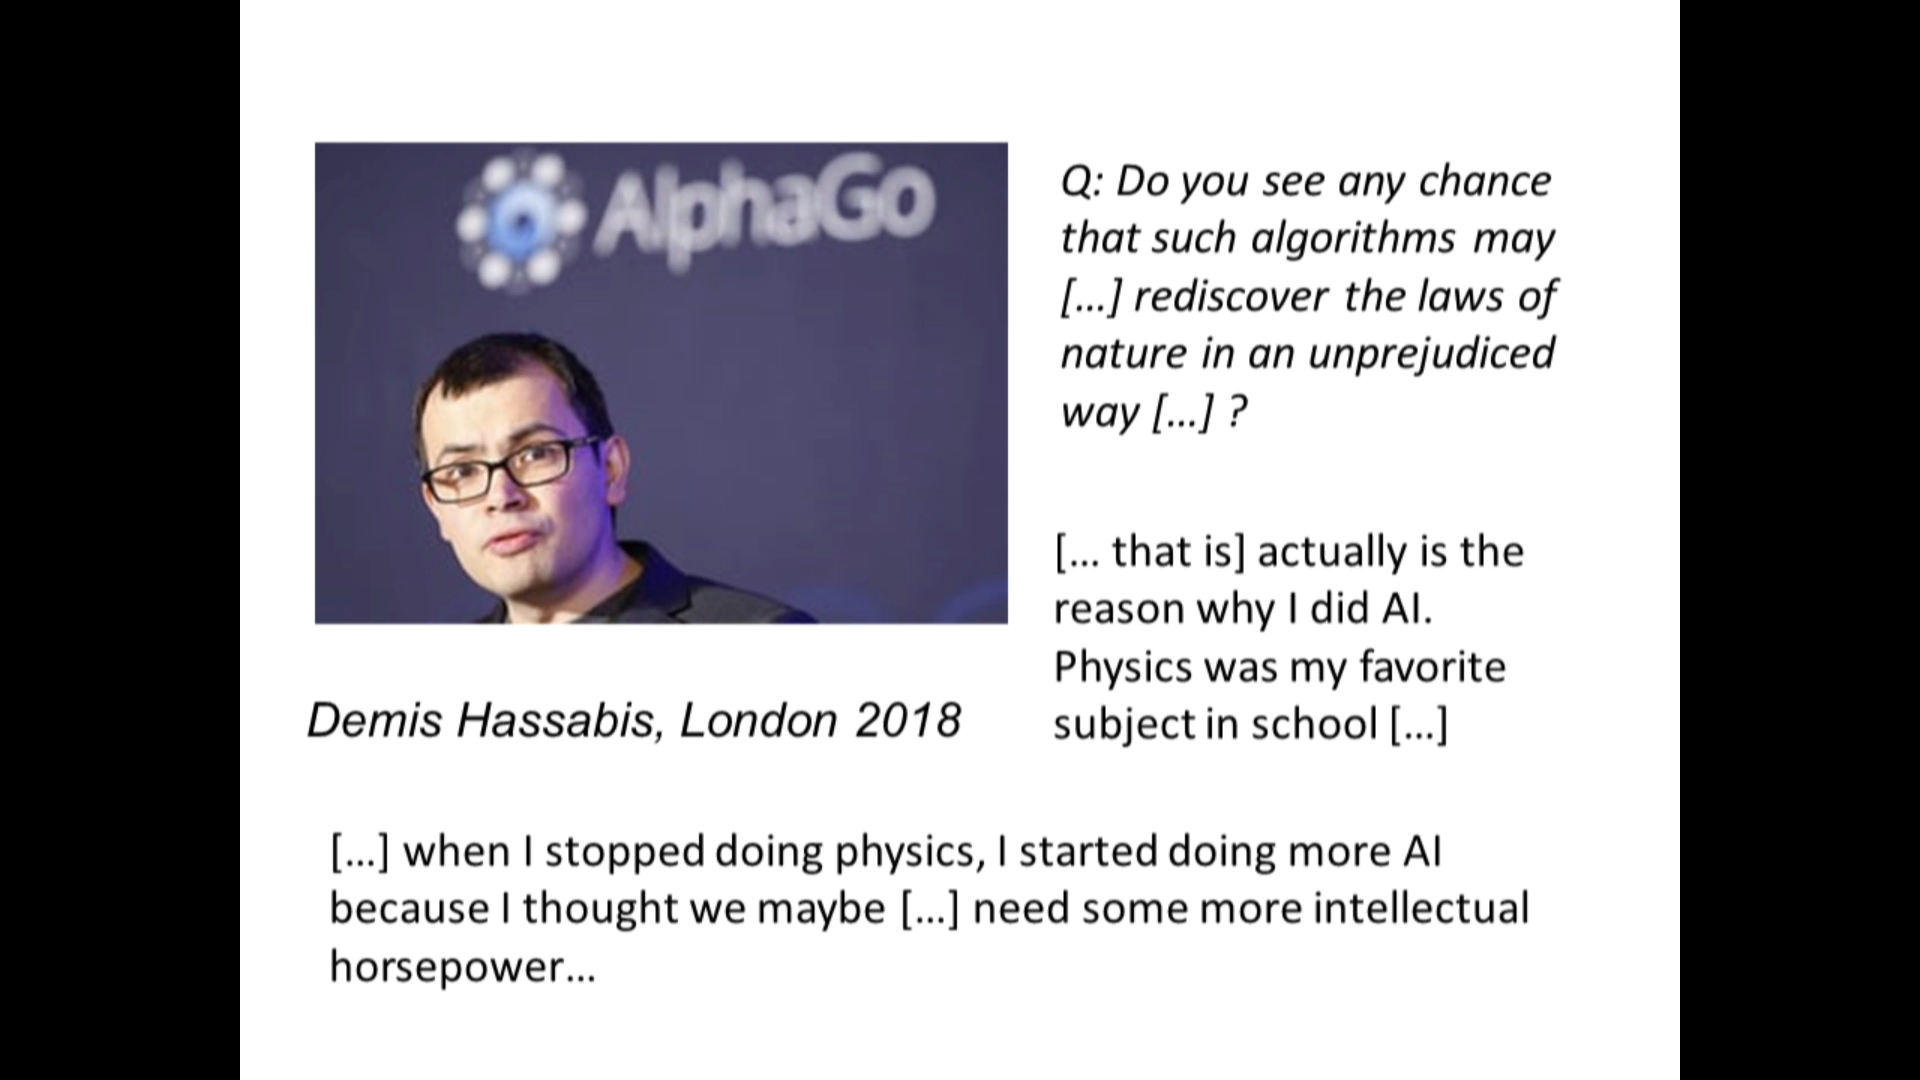 AlphaGo
Q: Do you see any chance
that such algorithms may
[...] rediscover the laws of
nature in an unprejudiced
way [...] ?
[... that is] actually is the
reason why I did AI.
Physics was my favorite
subject in school [...]
Demis Hassabis, London 2018
[...] when I stopped doing physics, I started doing more AI
because I thought we maybe [...] need some more intellectual
horsepower...